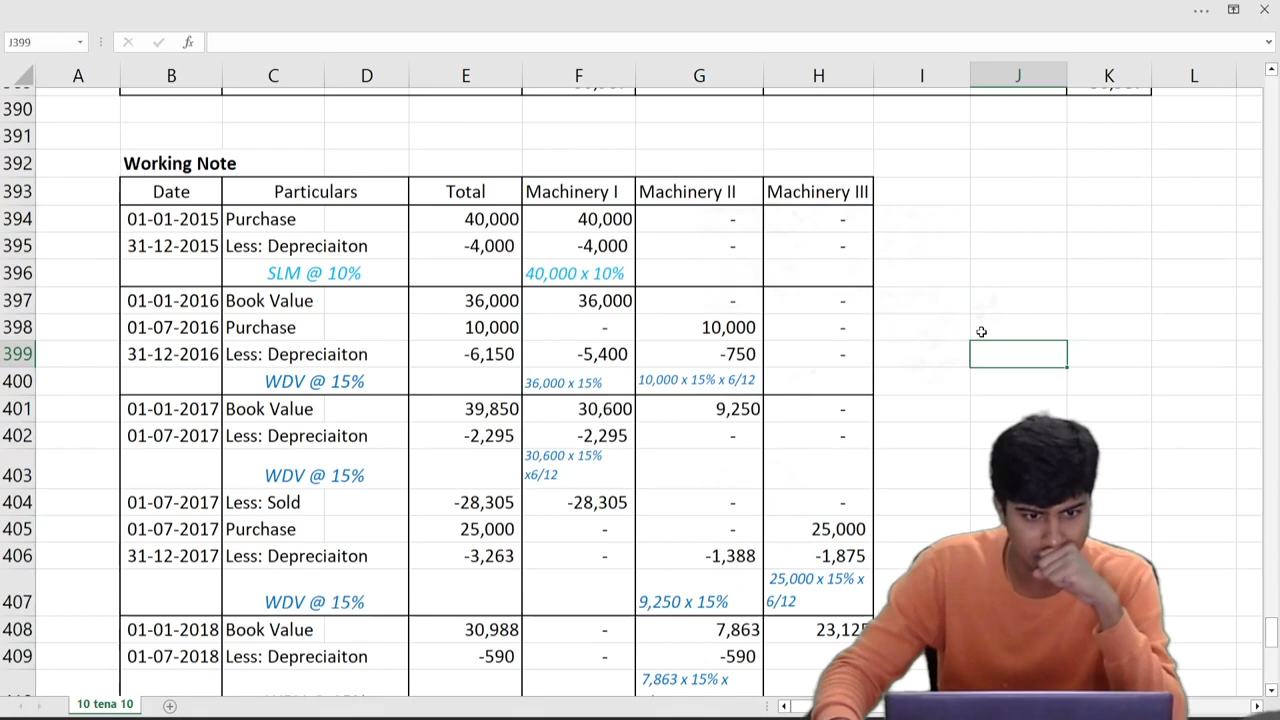 J399
fx
A B C D E F G H I J K L
390
391
392 Working Note
393 Date Particulars Total Machinery I Machinery II Machinery III
394 01-01-2015 Purchase 40,000 40,000 - -
395 31-12-2015 Less: Depreciaiton -4,000 -4,000 - -
396 SLM @ 10% 40,000 x 10%
397 01-01-2016 Book Value 36,000 36,000 - -
398 01-07-2016 Purchase 10,000 - 10,000 -
399 31-12-2016 Less: Depreciaiton -6,150 -5,400 -750 -
400 WDV @ 15% 36,000 x 15% 10,000 x 15% x 6/12
401 01-01-2017 Book Value 39,850 30,600 9,250 -
402 01-07-2017 Less: Depreciaiton -2,295 -2,295 - -
30,600 x 15%
403 WDV @ 15% x6/12
404 01-07-2017 Less: Sold -28,305 -28,305 - -
405 01-07-2017 Purchase 25,000 - - 25,000
406 31-12-2017 Less: Depreciaiton -3,263 - -1,388 -1,875
25,000 x 15% x
407 WDV @ 15% 9,250 x 15% 6/12
408 01-01-2018 Book Value 30,988 - 7,863 23,125
409 01-07-2018 Less: Depreciaiton -590 - -590
7,863 x 15% x
10 tena 10